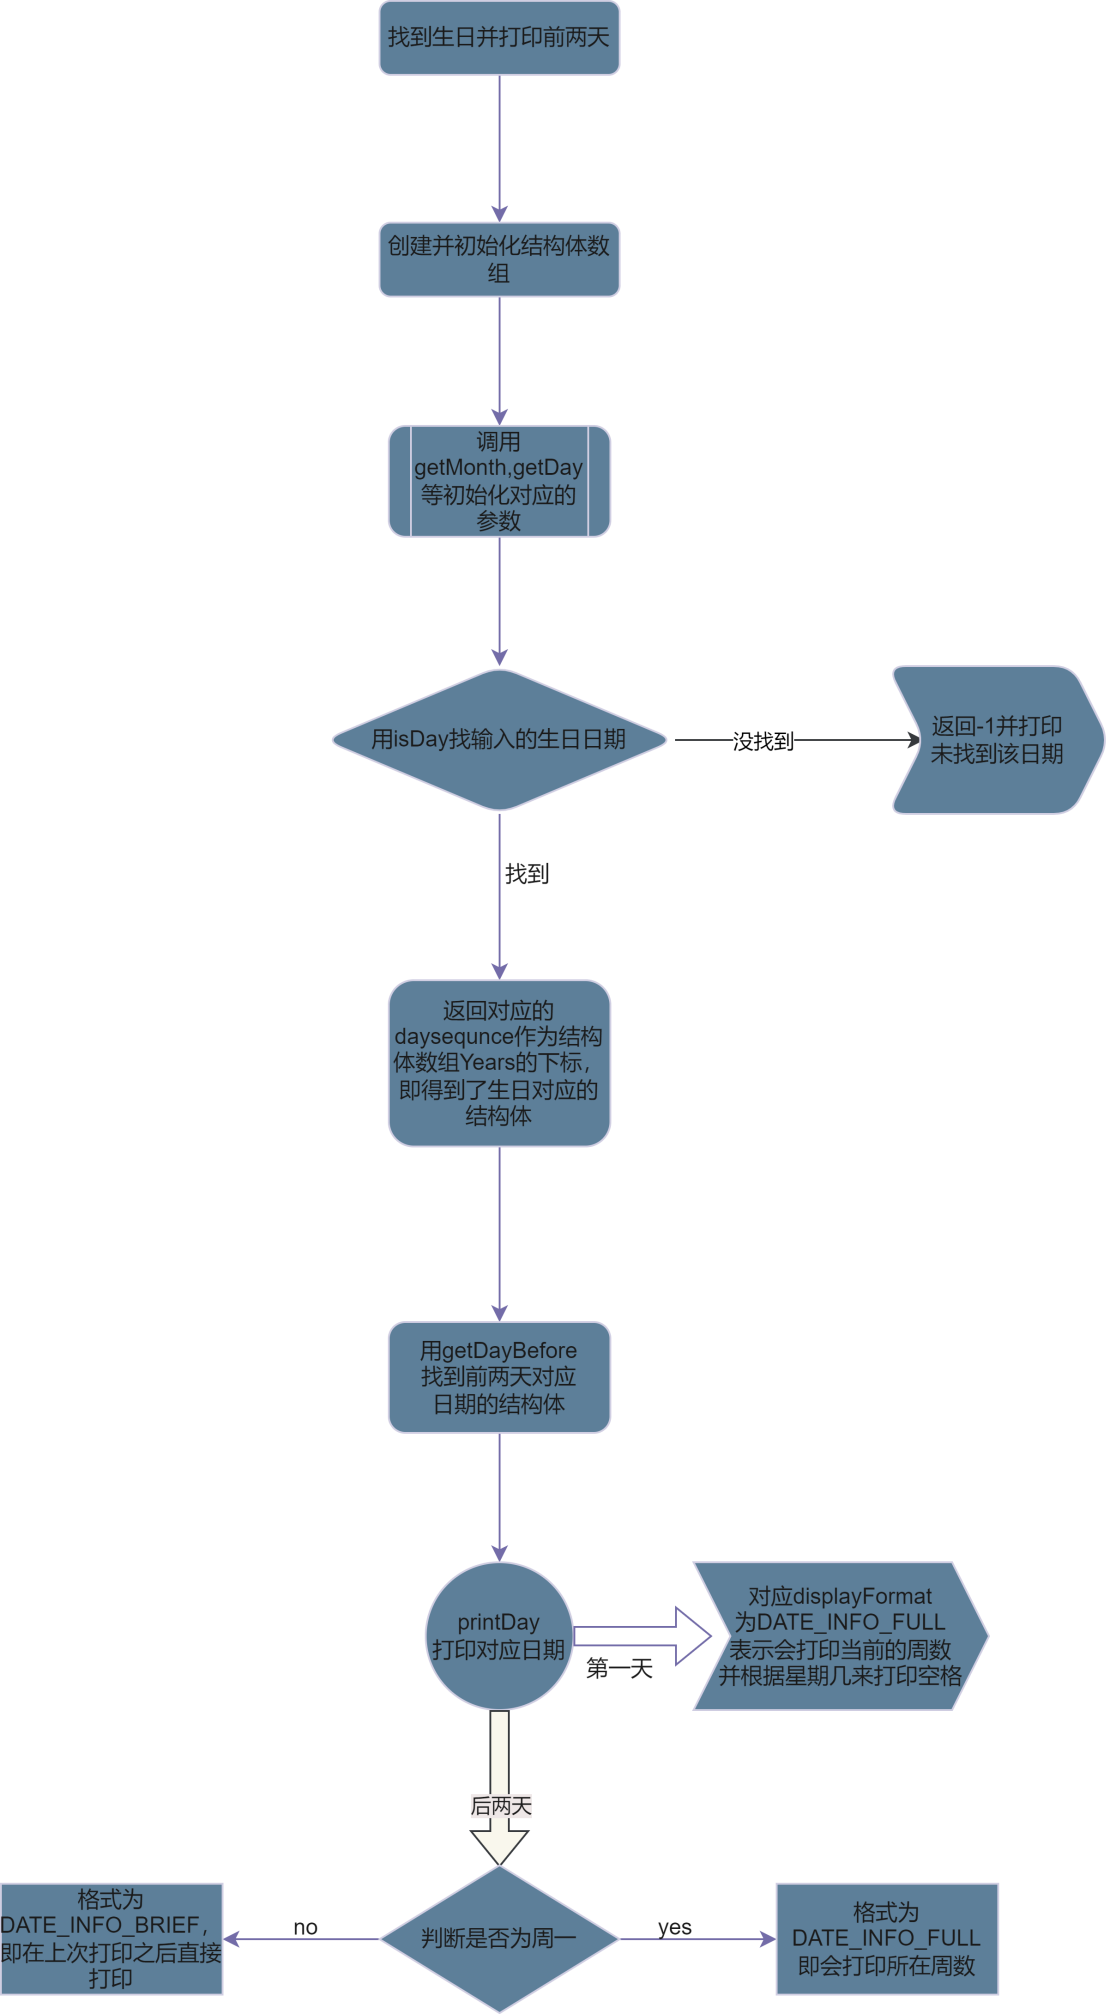 找到生日并打印前两天
创建并初始化结构体数
组
调用
getMonth,getDay
等初始化对应的
参数
用isDay找输入的生日日期
没找到
返回-1并打印
未找到该日期
找到
返回对应的
daysequnce作为结构
体数组Years的下标，
即得到了生日对应的
结构体
用getDayBefore
找到前两天对应
日期的结构体
printDay
打印对应日期
第一天
对应displayFormat
为DATE_INFO_FULL
表示会打印当前的周数
并根据星期几来打印空格
后两天
判断是否为周一
no
格式为
DATE_INFO_BRIEF，
即在上次打印之后直接
打印
yes
格式为
DATE_INFO_FULL
即会打印所在周数